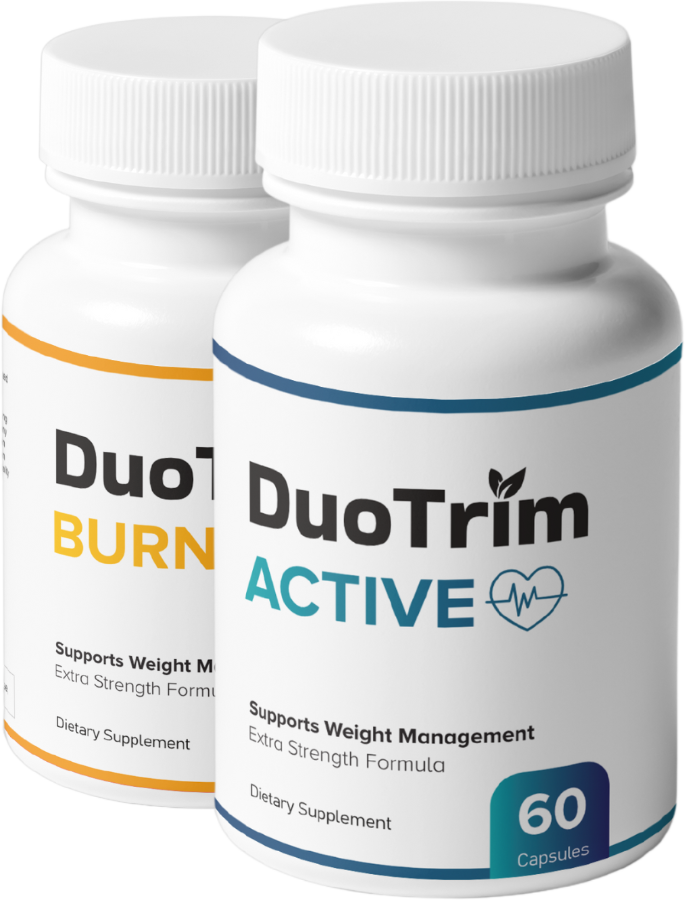 DuoT
BURN
Supports Weight M
Extra Strength Formu
Dietary Supplement
DuoTrim
ACTIVE
Supports Weight Management
Extra Strength Formula
Dietary Supplement
60
Capsules